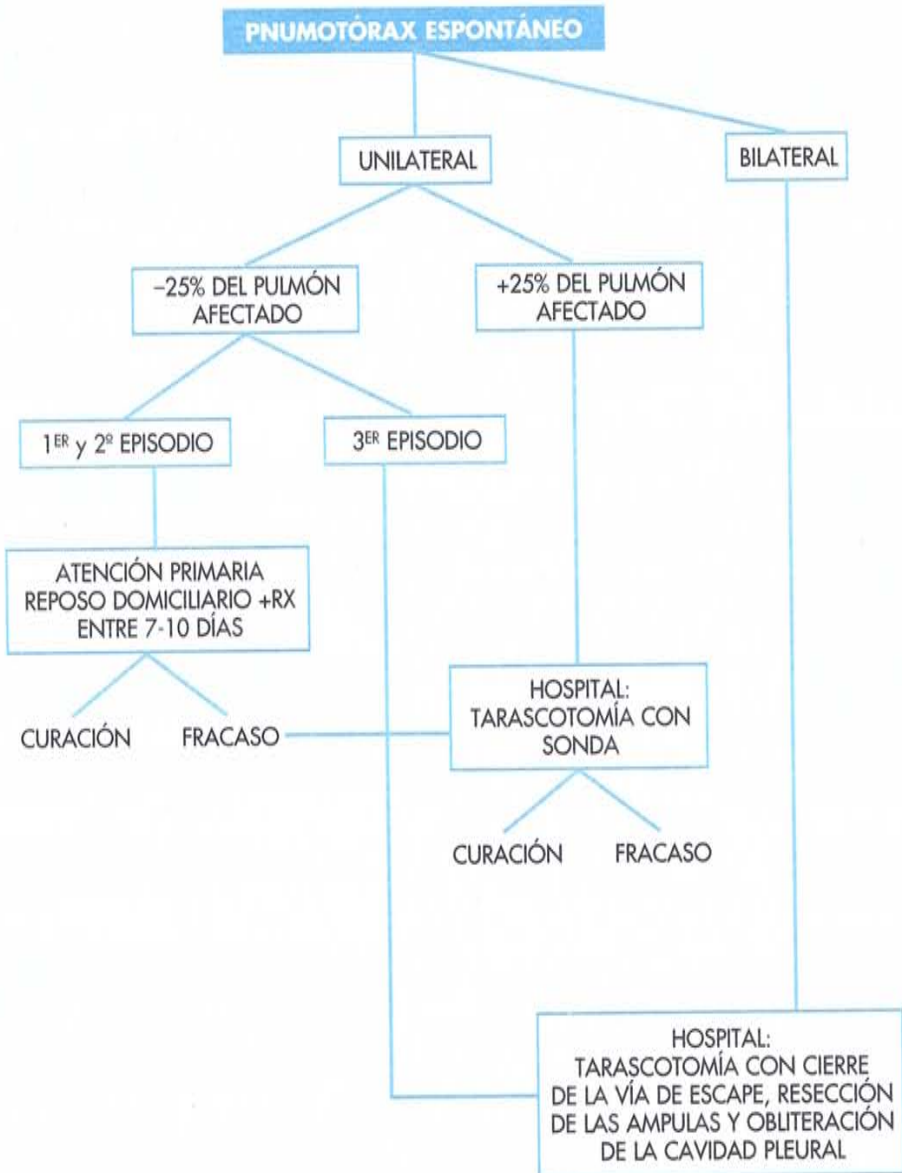 PNUMOTÓRAX ESPONTÁNEO
UNILATERAL
BILATERAL
–25% DEL PULMÓN
AFECTADO
+25% DEL PULMÓN
AFECTADO
1ER y 2º EPISODIO
3ER EPISODIO
ATENCIÓN PRIMARIA
REPOSO DOMICILIARIO +RX
ENTRE 7-10 DÍAS
CURACIÓN
FRACASO
HOSPITAL:
TARASCOTOMÍA CON
SONDA
CURACIÓN
FRACASO
HOSPITAL:
TARASCOTOMÍA CON CIERRE
DE LA VÍA DE ESCAPE, RESECCIÓN
DE LAS AMPULAS Y OBLITERACIÓN
DE LA CAVIDAD PLEURAL